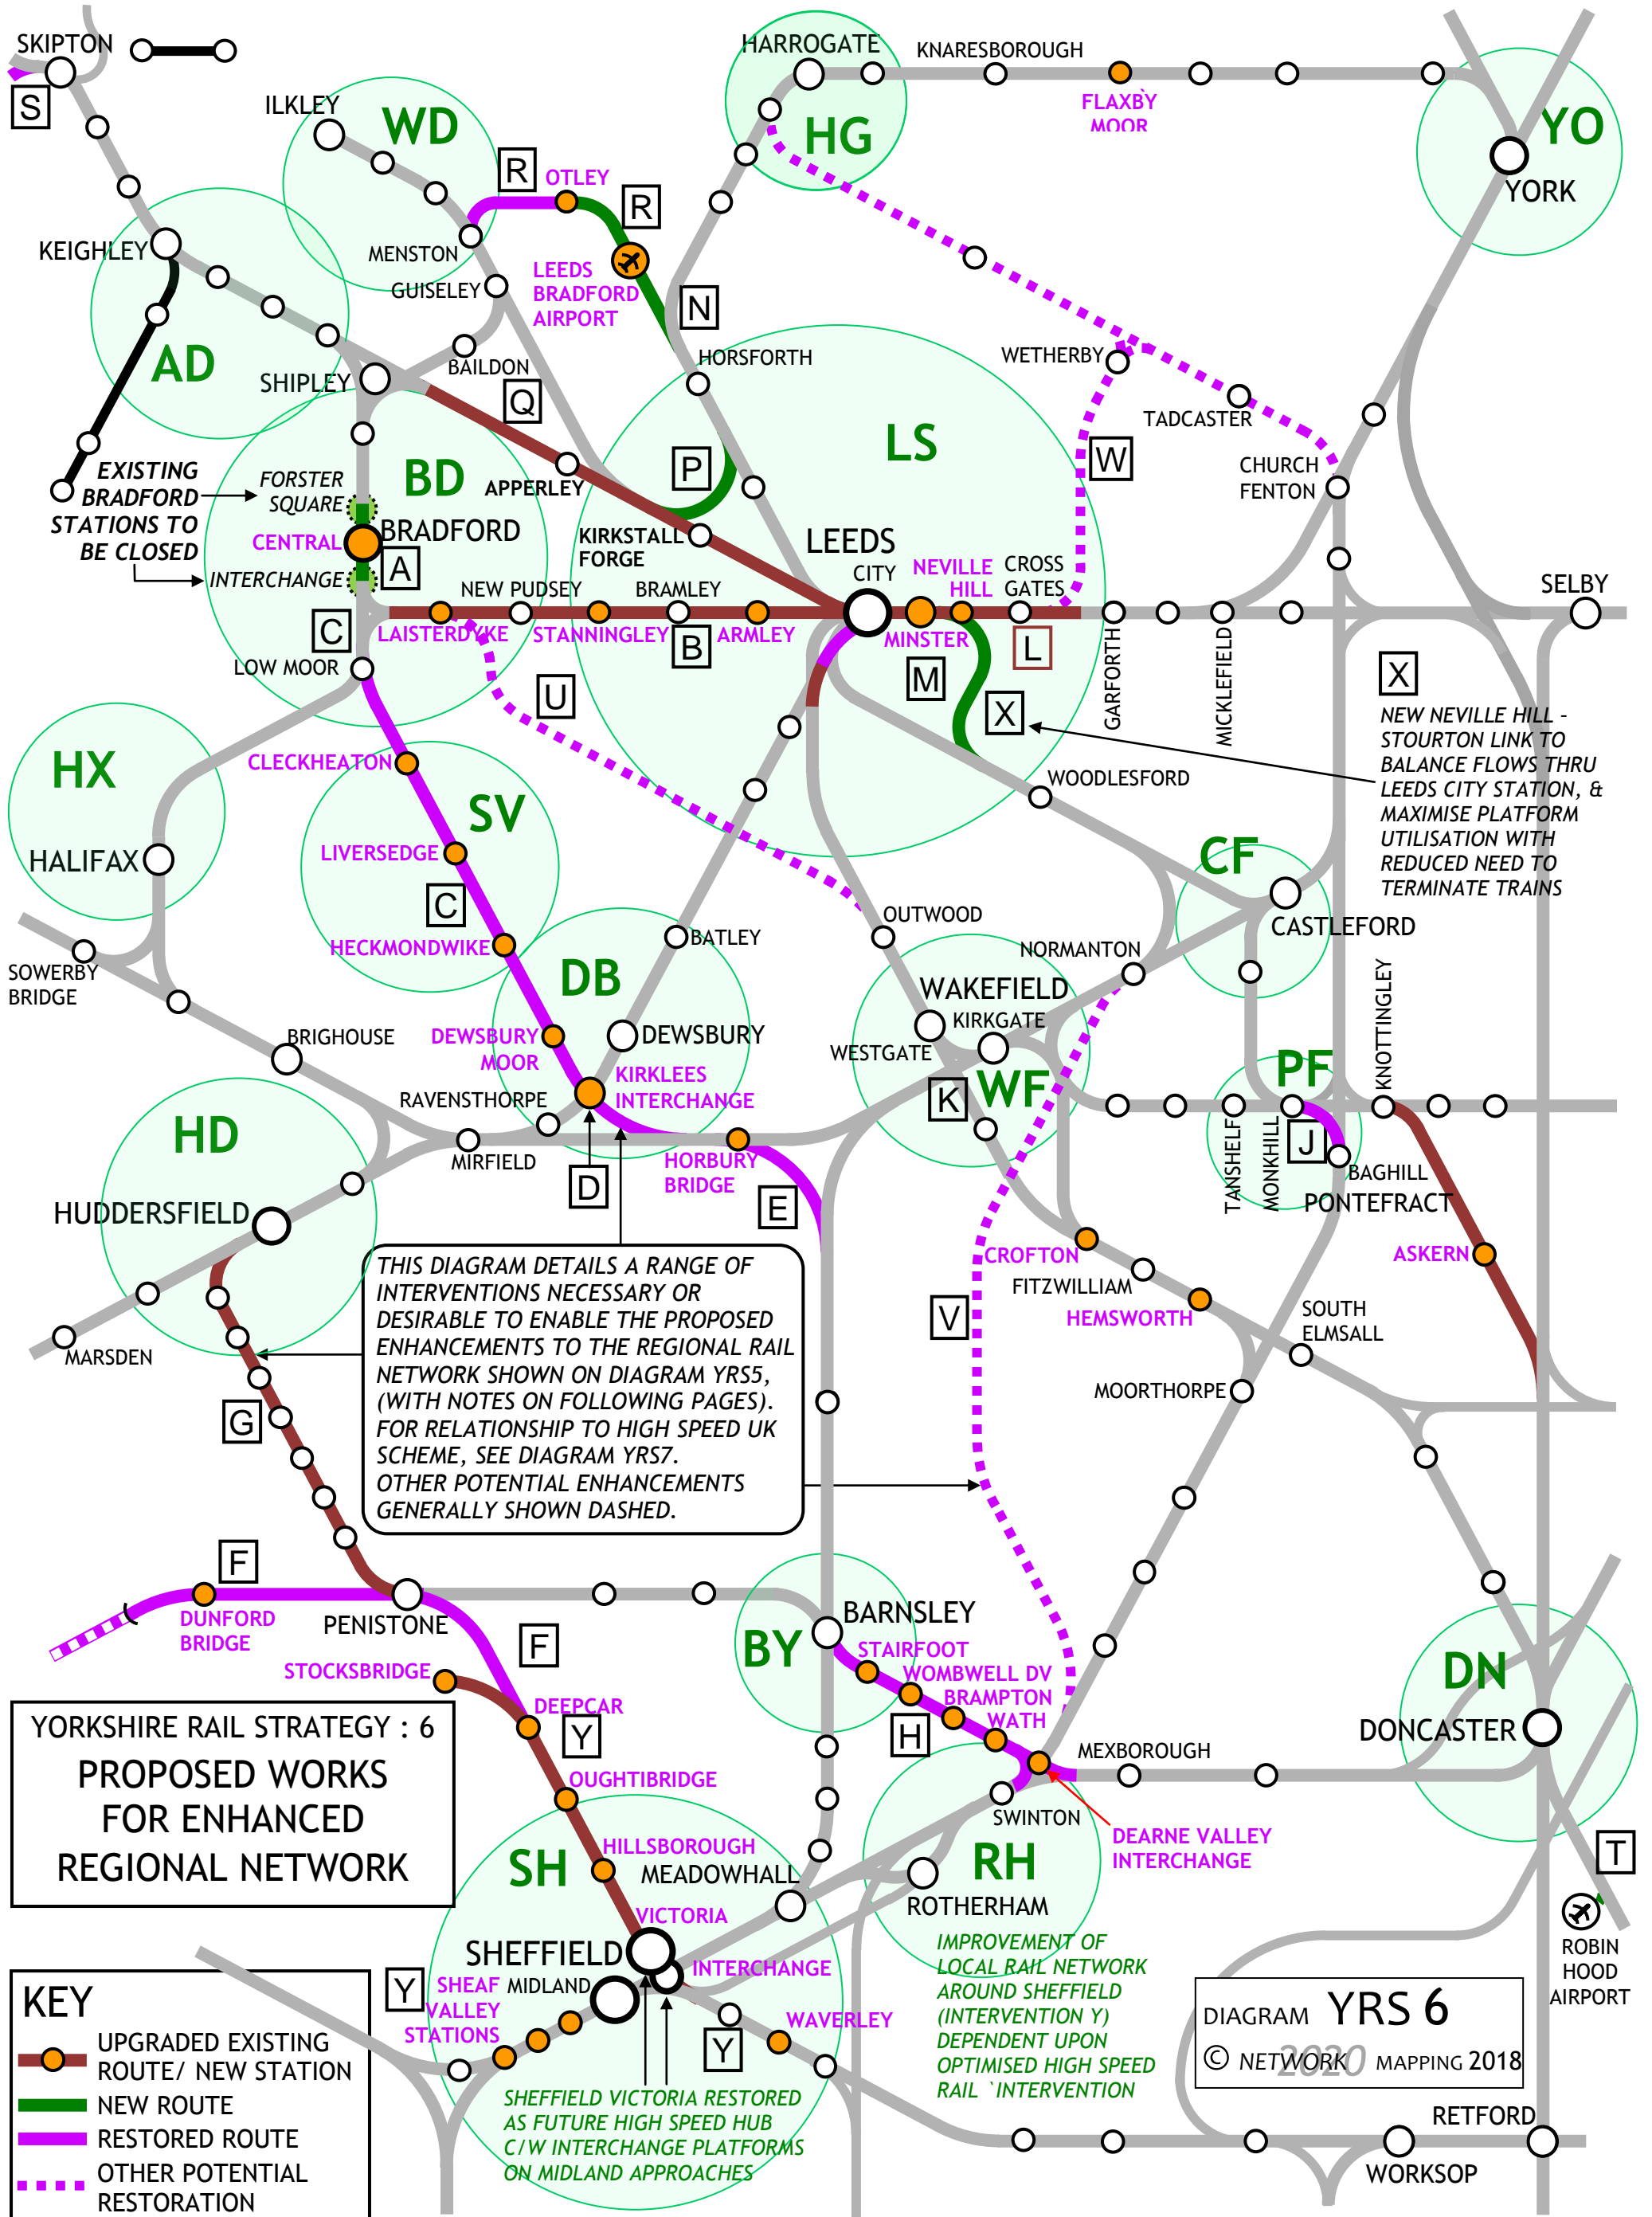 SKIPTON
S
HARROGATE
KNARESBOROUGH
FLAXBY
MOOR
HG
YO
YORK
ILKLEY
WD
R
OTLEY
R
MENSTON
GUISELEY
LEEDS
BRADFORD
AIRPORT
N
KEIGHLEY
AD
SHIPLEY
BAILDON
Q
HORSFORTH
WETHERBY
TADCASTER
W
CHURCH
FENTON
LS
P
BD
APPERLEY
KIRKSTALL
FORGE
EXISTING
BRADFORD
STATIONS TO
BE CLOSED
FORSTER
SQUARE
BRADFORD
CENTRAL
A
INTERCHANGE
LEEDS
CITY
NEVILLE
HILL
CROSS
GATES
SELBY
NEW PUDSEY
BRAMLEY
LAISTERDYKE
STANNINGLEY
ARMLEY
MINSTER
C
B
L
M
LOW MOOR
U
X
GARFORTH
MICKLEFIELD
X
NEW NEVILLE HILL -
STOURTON LINK TO
BALANCE FLOWS THRU
LEEDS CITY STATION, &
MAXIMISE PLATFORM
UTILISATION WITH
REDUCED NEED TO
TERMINATE TRAINS
WOODLESFORD
CLECKHEATON
HX
SV
LIVERSEDGE
HALIFAX
C
HECKMONDWIKE
CF
CASTLEFORD
OUTWOOD
NORMANTON
BATLEY
DB
SOWERBY
BRIDGE
BRIGHOUSE
DEWSBURY
MOOR
DEWSBURY
WAKEFIELD
KIRKGATE
WESTGATE
KNOTTINGLEY
PF
WF
K
KIRKLEES
INTERCHANGE
RAVENSTHORPE
HD
MIRFIELD
D
HORBURY
BRIDGE
E
TANSHELF
MONKHILL
J
BAGHILL
PONTEFRACT
HUDDERSFIELD
CROFTON
FITZWILLIAM
HEMSWORTH
ASKERN
SOUTH
ELMSALL
V
MARSDEN
MOORTHORPE
G
THIS DIAGRAM DETAILS A RANGE OF
INTERVENTIONS NECESSARY OR
DESIRABLE TO ENABLE THE PROPOSED
ENHANCEMENTS TO THE REGIONAL RAIL
NETWORK SHOWN ON DIAGRAM YRS5,
(WITH NOTES ON FOLLOWING PAGES).
FOR RELATIONSHIP TO HIGH SPEED UK
SCHEME, SEE DIAGRAM YRS7.
OTHER POTENTIAL ENHANCEMENTS
GENERALLY SHOWN DASHED.
F
DUNFORD
BRIDGE
PENISTONE
F
BARNSLEY
BY
STAIRFOOT
WOMBWELL DV
BRAMPTON
WATH
H
STOCKSBRIDGE
DEEPCAR
Y
DN
DONCASTER
MEXBOROUGH
SWINTON
DEARNE VALLEY
INTERCHANGE
YORKSHIRE RAIL STRATEGY : 6
PROPOSED WORKS
FOR ENHANCED
REGIONAL NETWORK
OUGHTIBRIDGE
HILLSBOROUGH
SH
MEADOWHALL
RH
ROTHERHAM
T
ROBIN
HOOD
AIRPORT
VICTORIA
SHEFFIELD
MIDLAND
INTERCHANGE
Y
SHEAF
VALLEY
STATIONS
WAVERLEY
Y
IMPROVEMENT OF
LOCAL RAIL NETWORK
AROUND SHEFFIELD
(INTERVENTION Y)
DEPENDENT UPON
OPTIMISED HIGH SPEED
RAIL `INTERVENTION
DIAGRAM YRS 6
© NETWORK 2020 MAPPING 2018
SHEFFIELD VICTORIA RESTORED
AS FUTURE HIGH SPEED HUB
C/W INTERCHANGE PLATFORMS
ON MIDLAND APPROACHES
RETFORD
WORKSOP
KEY
UPGRADED EXISTING
ROUTE/ NEW STATION
NEW ROUTE
RESTORED ROUTE
OTHER POTENTIAL
RESTORATION